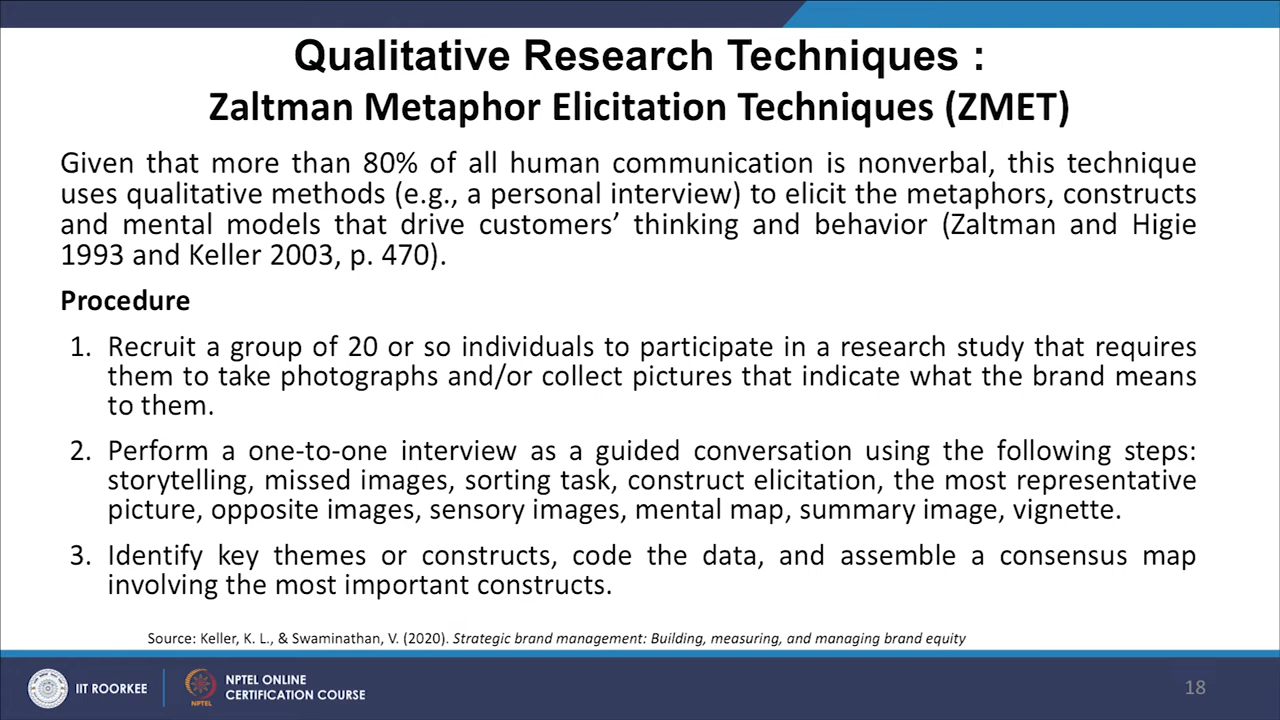 Qualitative Research Techniques :
Zaltman Metaphor Elicitation Techniques (ZMET)
Given that more than 80% of all human communication is nonverbal, this technique
uses qualitative methods (e.g., a personal interview) to elicit the metaphors, constructs
and mental models that drive customers’ thinking and behavior (Zaltman and Higie
1993 and Keller 2003, p. 470).
Procedure
1. Recruit a group of 20 or so individuals to participate in a research study that requires
them to take photographs and/or collect pictures that indicate what the brand means
to them.
2. Perform a one-to-one interview as a guided conversation using the following steps:
storytelling, missed images, sorting task, construct elicitation, the most representative
picture, opposite images, sensory images, mental map, summary image, vignette.
3. Identify key themes or constructs, code the data, and assemble a consensus map
involving the most important constructs.
Source: Keller, K. L., & Swaminathan, V. (2020). Strategic brand management: Building, measuring, and managing brand equity
IIT ROORKEE
NPTEL
NPTEL ONLINE
CERTIFICATION COURSE
18